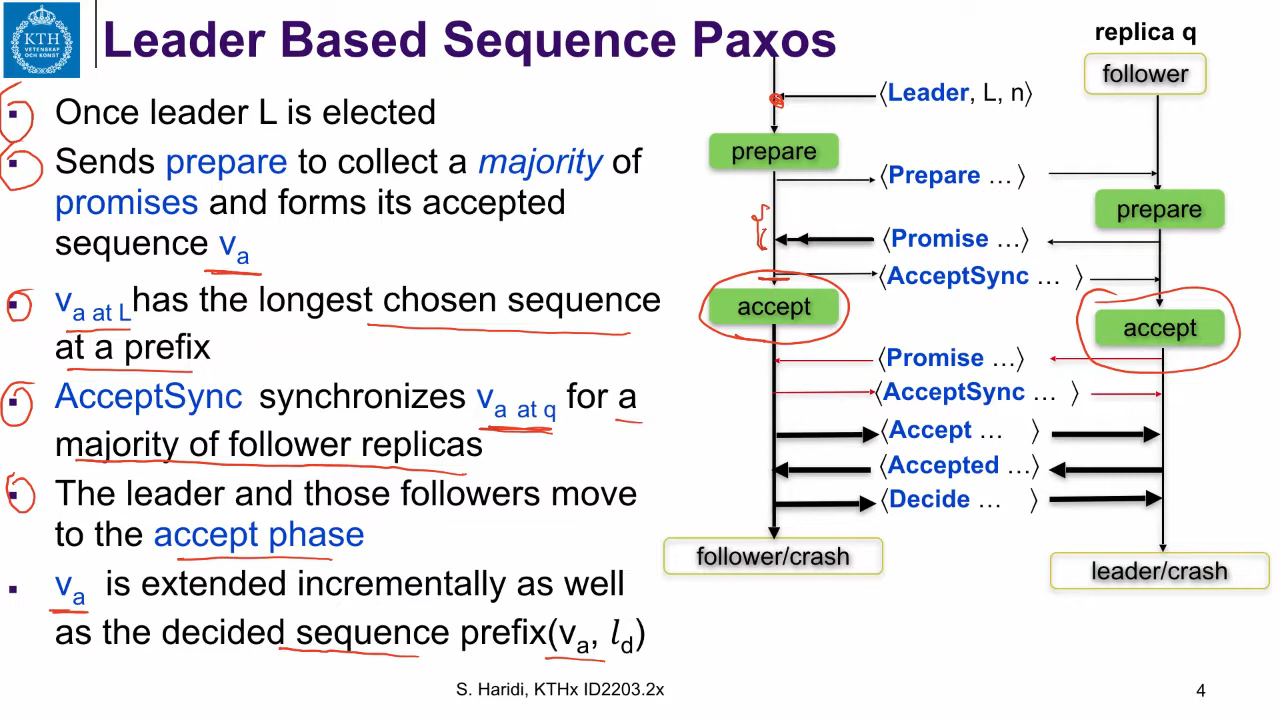 KTH
VETENSKAP
OCH KONST
Leader Based Sequence Paxos
▪ Once leader L is elected
▪ Sends prepare to collect a majority of
promises and forms its accepted
sequence va
▪ va at L has the longest chosen sequence
at a prefix
▪ AcceptSync synchronizes va at q for a
majority of follower replicas
▪ The leader and those followers move
to the accept phase
▪ va is extended incrementally as well
as the decided sequence prefix(va, ld)
replica q
follower
⟨Leader, L, n⟩
prepare
⟨Prepare … ⟩
prepare
⟨Promise …⟩
⟨AcceptSync … ⟩
accept
accept
⟨Promise …⟩
⟨AcceptSync … ⟩
⟨Accept … ⟩
⟨Accepted …⟩
⟨Decide … ⟩
follower/crash
leader/crash
S. Haridi, KTHx ID2203.2x
4